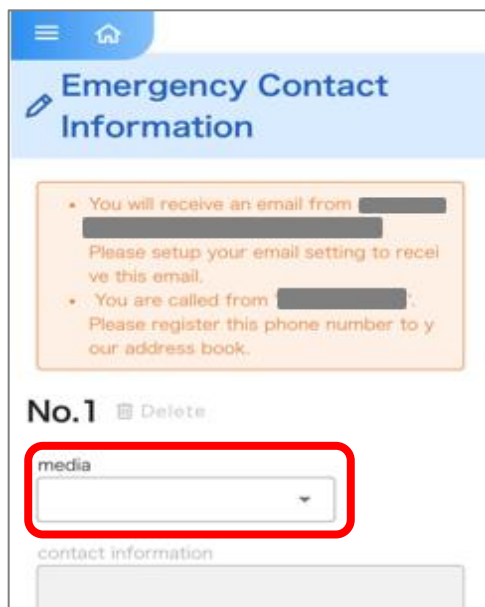 Emergency Contact
Information
• You will receive an email from
Please setup your email setting to recei
ve this email.
• You are called from '            '.
Please register this phone number to y
our address book.
No.1 Delete
media
contact information